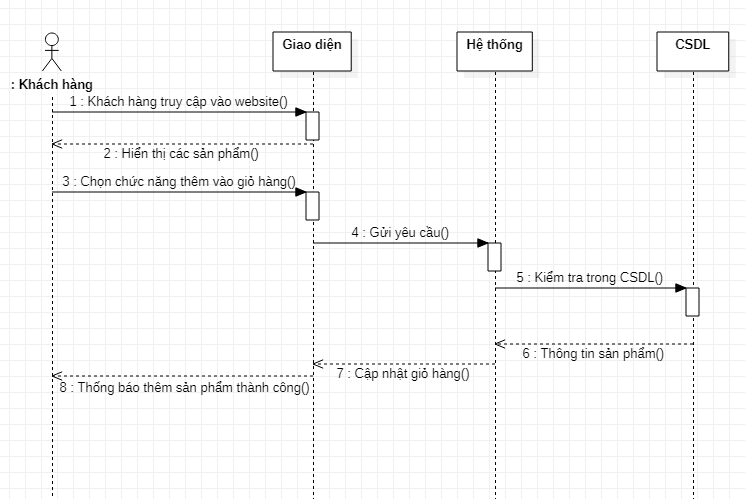 Giao diện
Hệ thống
CSDL
: Khách hàng
1 : Khách hàng truy cập vào website()
2 : Hiển thị các sản phẩm()
3 : Chọn chức năng thêm vào giỏ hàng()
4 : Gửi yêu cầu()
5 : Kiểm tra trong CSDL()
6 : Thông tin sản phẩm()
7 : Cập nhật giỏ hàng()
8 : Thống báo thêm sản phẩm thành công()